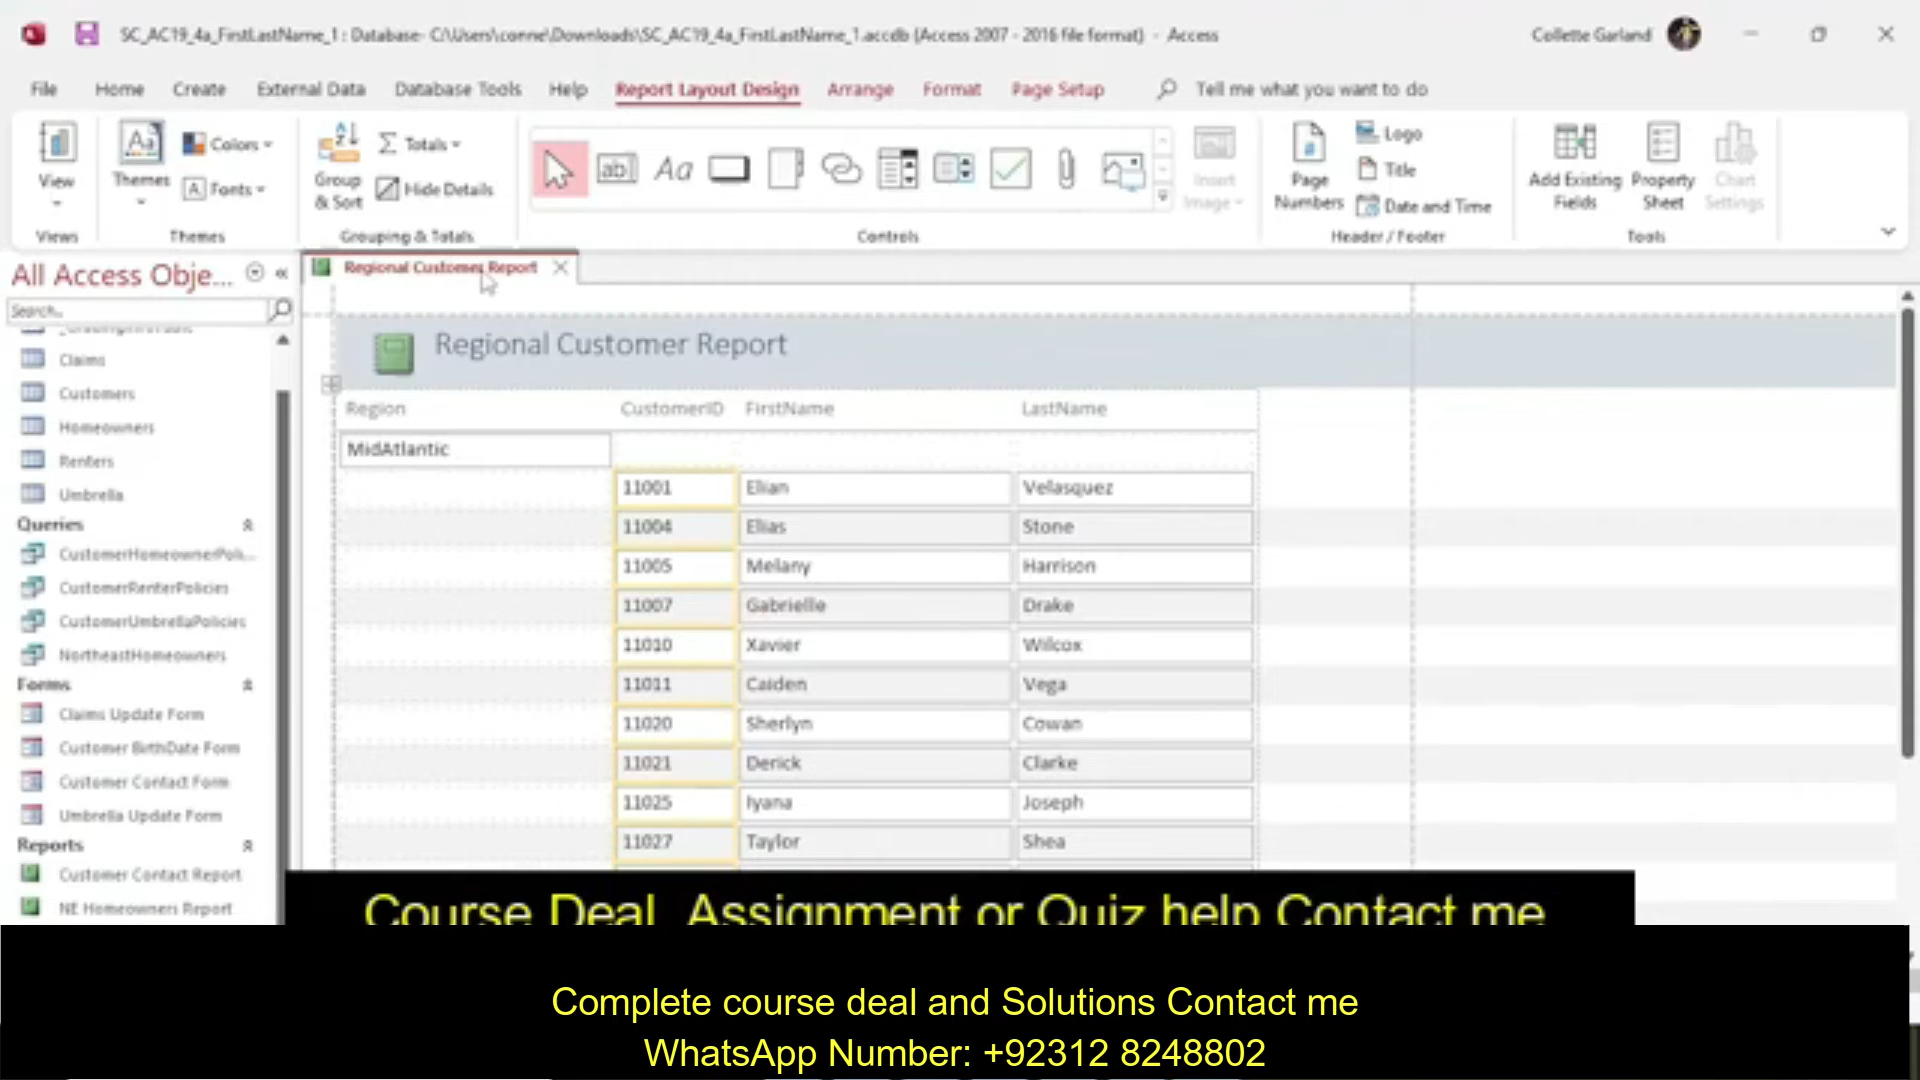 SC_AC19_4a_FirstLastName_1 : Database- C:\Users\conne\Downloads\SC_AC19_4a_FirstLastName_1.accdb (Access 2007 - 2016 file format) - Access
Collette Garland
File Home Create External Data Database Tools Help Report Layout Design Arrange Format Page Setup Tell me what you want to do
View
Views
Themes
Colors
Fonts
Themes
Group & Sort
Totals
Hide Details
Grouping & Totals
ab|
Aa
Controls
Insert Image
Page Numbers
Logo
Title
Date and Time
Header / Footer
Add Existing Fields
Property Sheet
Chart Settings
Tools
All Access Obje...
Search...
Claims
Customers
Homeowners
Renters
Umbrella
Queries
CustomerHomeownerPoli...
CustomerRenterPolicies
CustomerUmbrellaPolicies
NortheastHomeowners
Forms
Claims Update Form
Customer BirthDate Form
Customer Contact Form
Umbrella Update Form
Reports
Customer Contact Report
NE Homeowners Report
Regional Customer Report
Regional Customer Report
Region CustomerID FirstName LastName
MidAtlantic
11001 Elian Velasquez
11004 Elias Stone
11005 Melany Harrison
11007 Gabrielle Drake
11010 Xavier Wilcox
11011 Caiden Vega
11020 Sherlyn Cowan
11021 Derick Clarke
11025 Iyana Joseph
11027 Taylor Shea
Course Deal, Assignment or Quiz help Contact me
Complete course deal and Solutions Contact me
WhatsApp Number: +92312 8248802